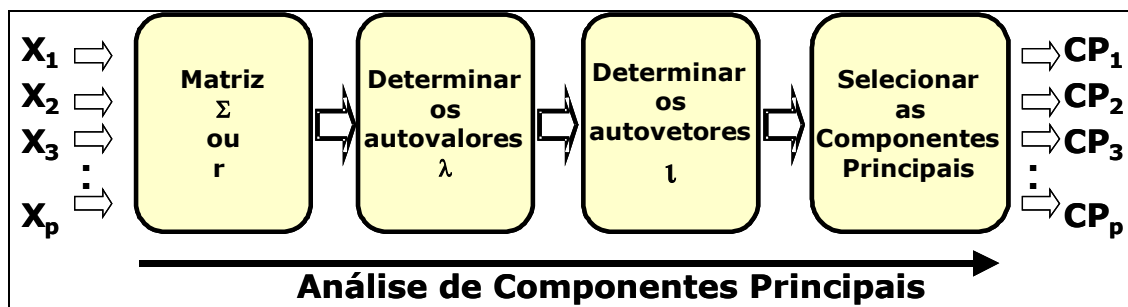 X1
X2
X3
:
Xp
Matriz
Σ
ou
r
Determinar
os
autovalores
λ
Determinar
os
autovetores
ι
Selecionar
as
Componentes
Principais
CP1
CP2
CP3
:
CPp
Análise de Componentes Principais